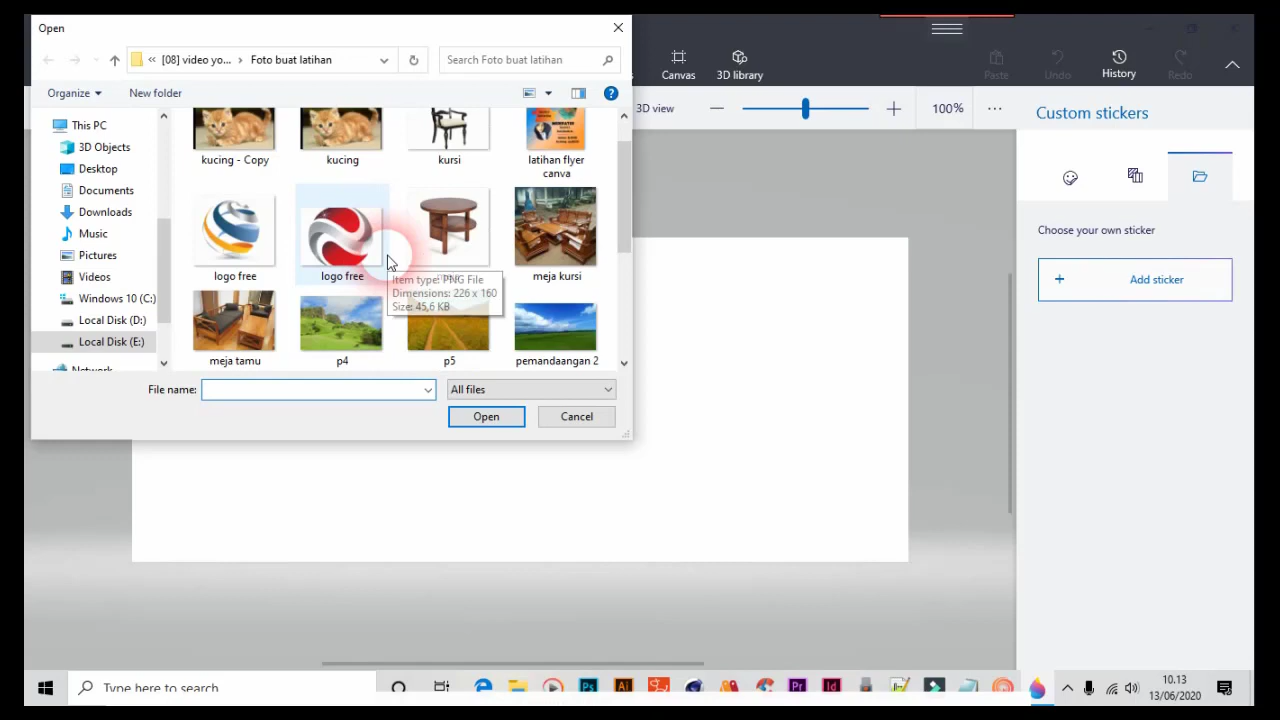 Open
« [08] video yo... › Foto buat latihan
Search Foto buat latihan
Canvas
3D library
Paste
Undo
History
Redo
Organize
New folder
3D view
100%
Custom stickers
This PC
3D Objects
Desktop
Documents
Downloads
Music
Pictures
Videos
Windows 10 (C:)
Local Disk (D:)
Local Disk (E:)
Network
kucing - Copy
kucing
kursi
latihan flyer
canva
logo free
logo free
meja kursi
Item type: PNG File
Dimensions: 226 x 160
Size: 45,6 KB
meja tamu
p4
p5
pemandaangan 2
Choose your own sticker
Add sticker
File name:
All files
Open
Cancel
Type here to search
Ps
Ai
Pr
Id
10.13
13/06/2020